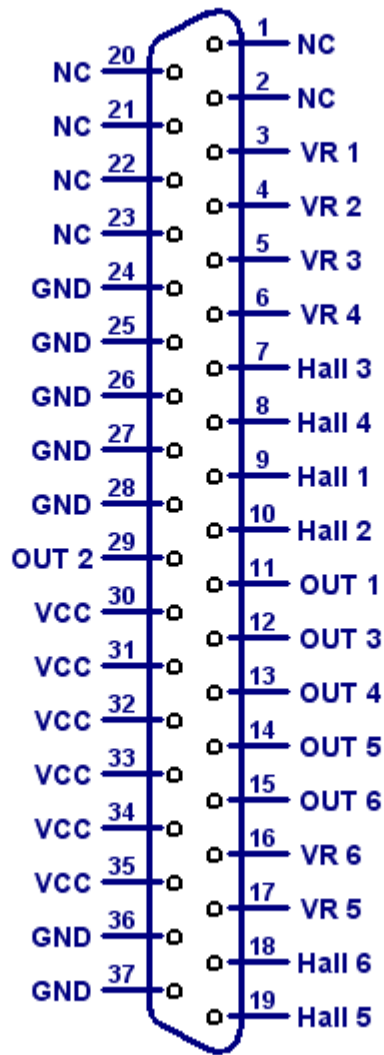 1 NC
NC 20
2 NC
NC 21
3 VR 1
NC 22
4 VR 2
NC 23
5 VR 3
GND 24
6 VR 4
GND 25
7 Hall 3
GND 26
8 Hall 4
GND 27
9 Hall 1
GND 28
10 Hall 2
OUT 2 29
11 OUT 1
VCC 30
12 OUT 3
VCC 31
13 OUT 4
VCC 32
14 OUT 5
VCC 33
15 OUT 6
VCC 34
16 VR 6
VCC 35
17 VR 5
GND 36
18 Hall 6
GND 37
19 Hall 5